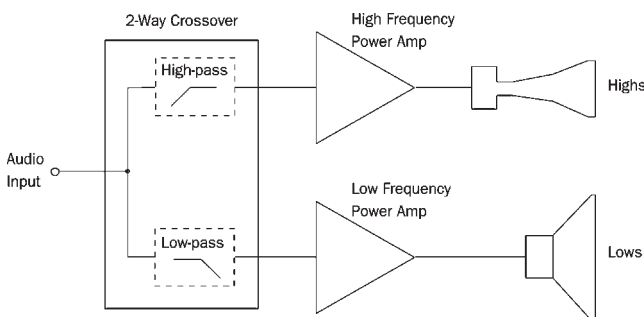 2-Way Crossover
High Frequency
Power Amp
High-pass
Highs
Audio
Input
Low Frequency
Power Amp
Low-pass
Lows